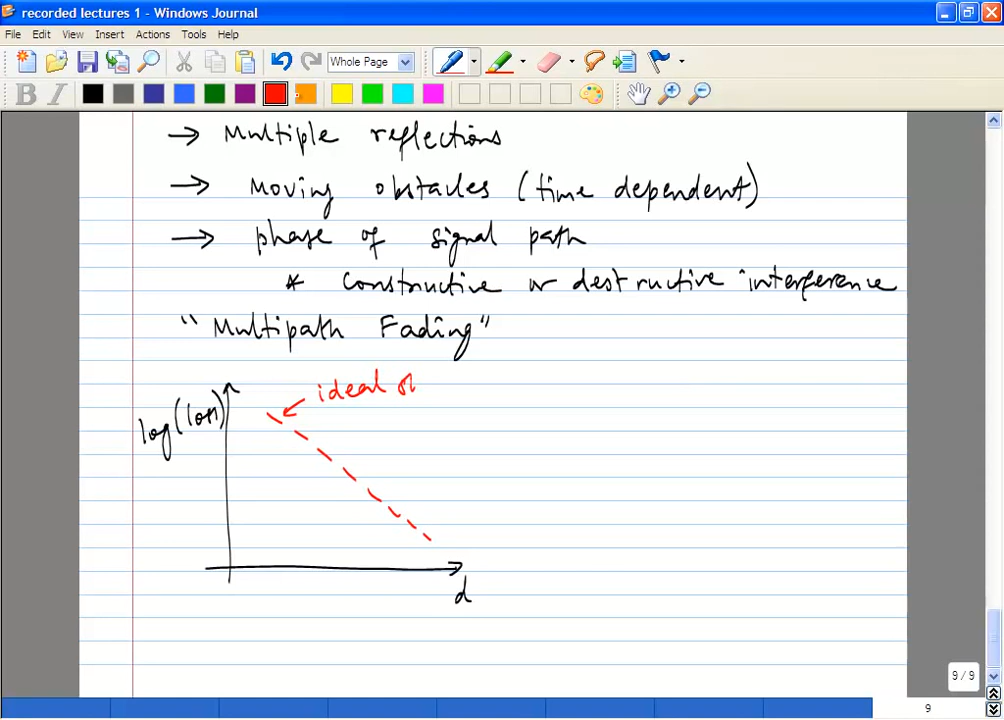 recorded lectures 1 - Windows Journal
File Edit View Insert Actions Tools Help
Whole Page
B I
→ Multiple reflections
→ Moving obstacles (time dependent)
→ phase of signal path
* constructive or destructive interference
"Multipath Fading"
ideal
log(loss)
d
9 / 9
9